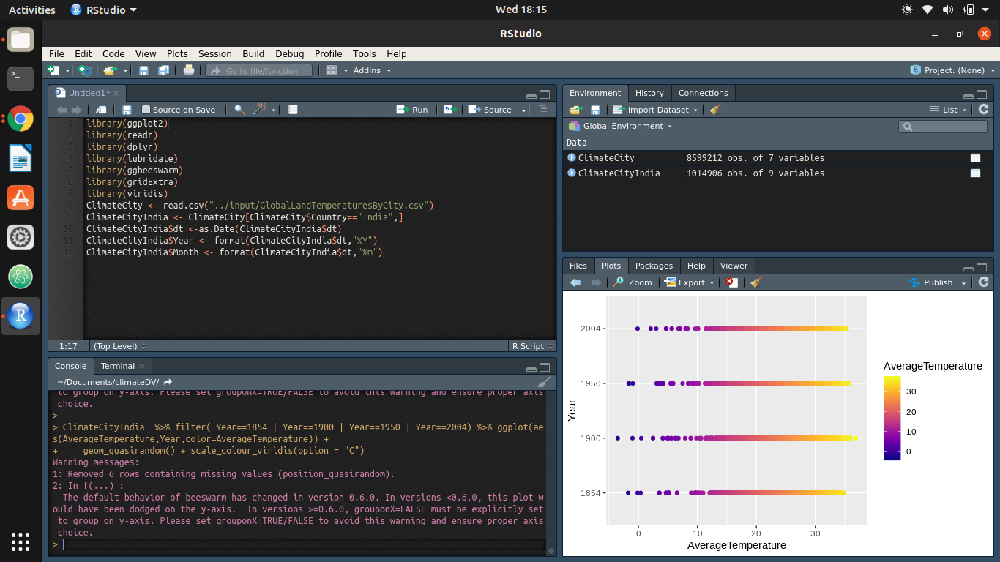 Activities RStudio Wed 18:15
RStudio
File Edit Code View Plots Session Build Debug Profile Tools Help
Go to file/function Addins Project: (None)
Untitled1*
Source on Save Run Source
1 library(ggplot2)
2 library(readr)
3 library(dplyr)
4 library(lubridate)
5 library(ggbeeswarm)
6 library(gridExtra)
7 library(viridis)
8 ClimateCity <- read.csv("../input/GlobalLandTemperaturesByCity.csv")
9 ClimateCityIndia <- ClimateCity[ClimateCity$Country=="India",]
10 ClimateCityIndia$dt <-as.Date(ClimateCityIndia$dt)
11 ClimateCityIndia$Year <- format(ClimateCityIndia$dt,"%Y")
12 ClimateCityIndia$Month <- format(ClimateCityIndia$dt,"%m")
1:17 (Top Level) R Script
Console Terminal
~/Documents/climateDV/
to group on y-axis. Please set grouponX=TRUE/FALSE to avoid this warning and ensure proper axis
choice.
>
> ClimateCityIndia  %>% filter( Year==1854 | Year==1900 | Year==1950 | Year==2004) %>% ggplot(ae
s(AverageTemperature,Year,color=AverageTemperature)) +
+     geom_quasirandom() + scale_colour_viridis(option = "C")
Warning messages:
1: Removed 6 rows containing missing values (position_quasirandom).
2: In f(...) :
The default behavior of beeswarm has changed in version 0.6.0. In versions <0.6.0, this plot w
ould have been dodged on the y-axis.  In versions >=0.6.0, grouponX=FALSE must be explicitly set
to group on y-axis. Please set grouponX=TRUE/FALSE to avoid this warning and ensure proper axis
choice.
>
Environment History Connections
Import Dataset List
Global Environment
Data
ClimateCity 8599212 obs. of 7 variables
ClimateCityIndia 1014906 obs. of 9 variables
Files Plots Packages Help Viewer
Zoom Export Publish
2004
1950
1900
1854
Year
0 10 20 30
AverageTemperature
AverageTemperature
30
20
10
0